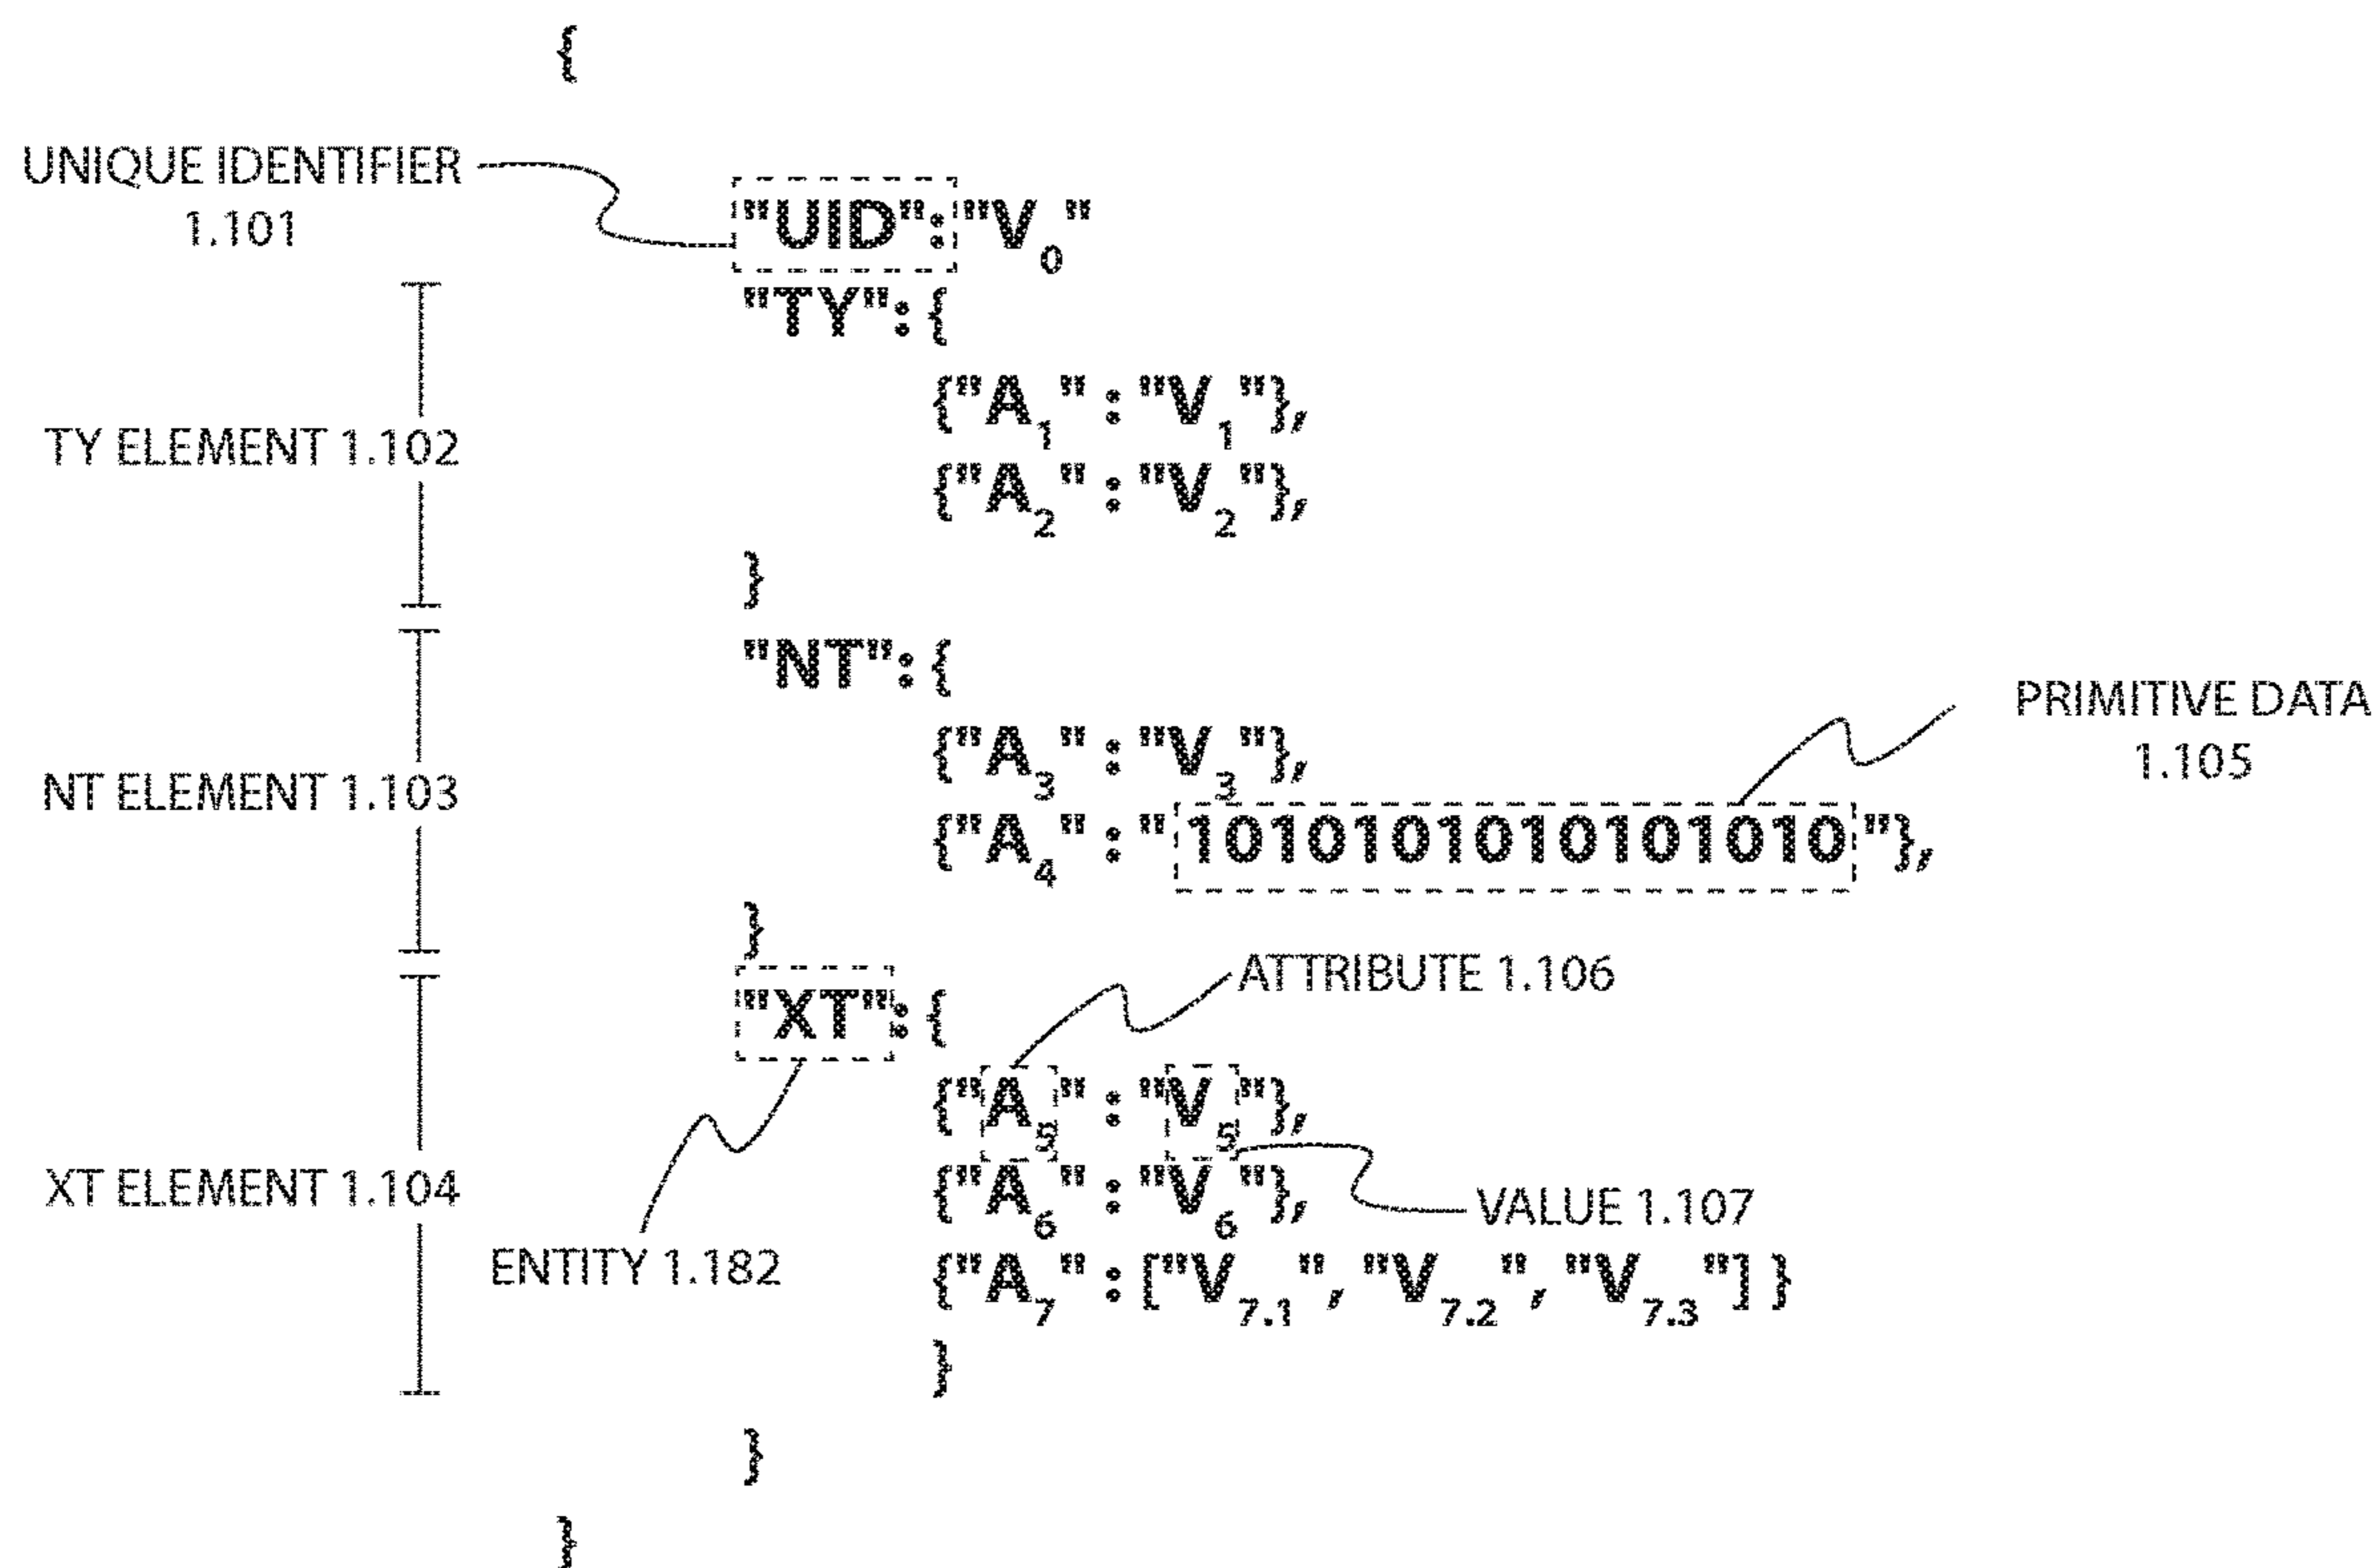 {
UNIQUE IDENTIFIER
1.101
"UID": "V₀"
"TY": {
{"A₁" : "V₁"},
TY ELEMENT 1.102
{"A₂" : "V₂"},
}
"NT": {
PRIMITIVE DATA
1.105
{"A₃" : "V₃"},
NT ELEMENT 1.103
{"A₄" : "1010101010101010"},
}
ATTRIBUTE 1.106
"XT": {
{"A₅" : "V₅"},
XT ELEMENT 1.104
{"A₆" : "V₆"},
VALUE 1.107
ENTITY 1.182
{"A₇" : ["V₇.₁", "V₇.₂", "V₇.₃"] }
}
}
}